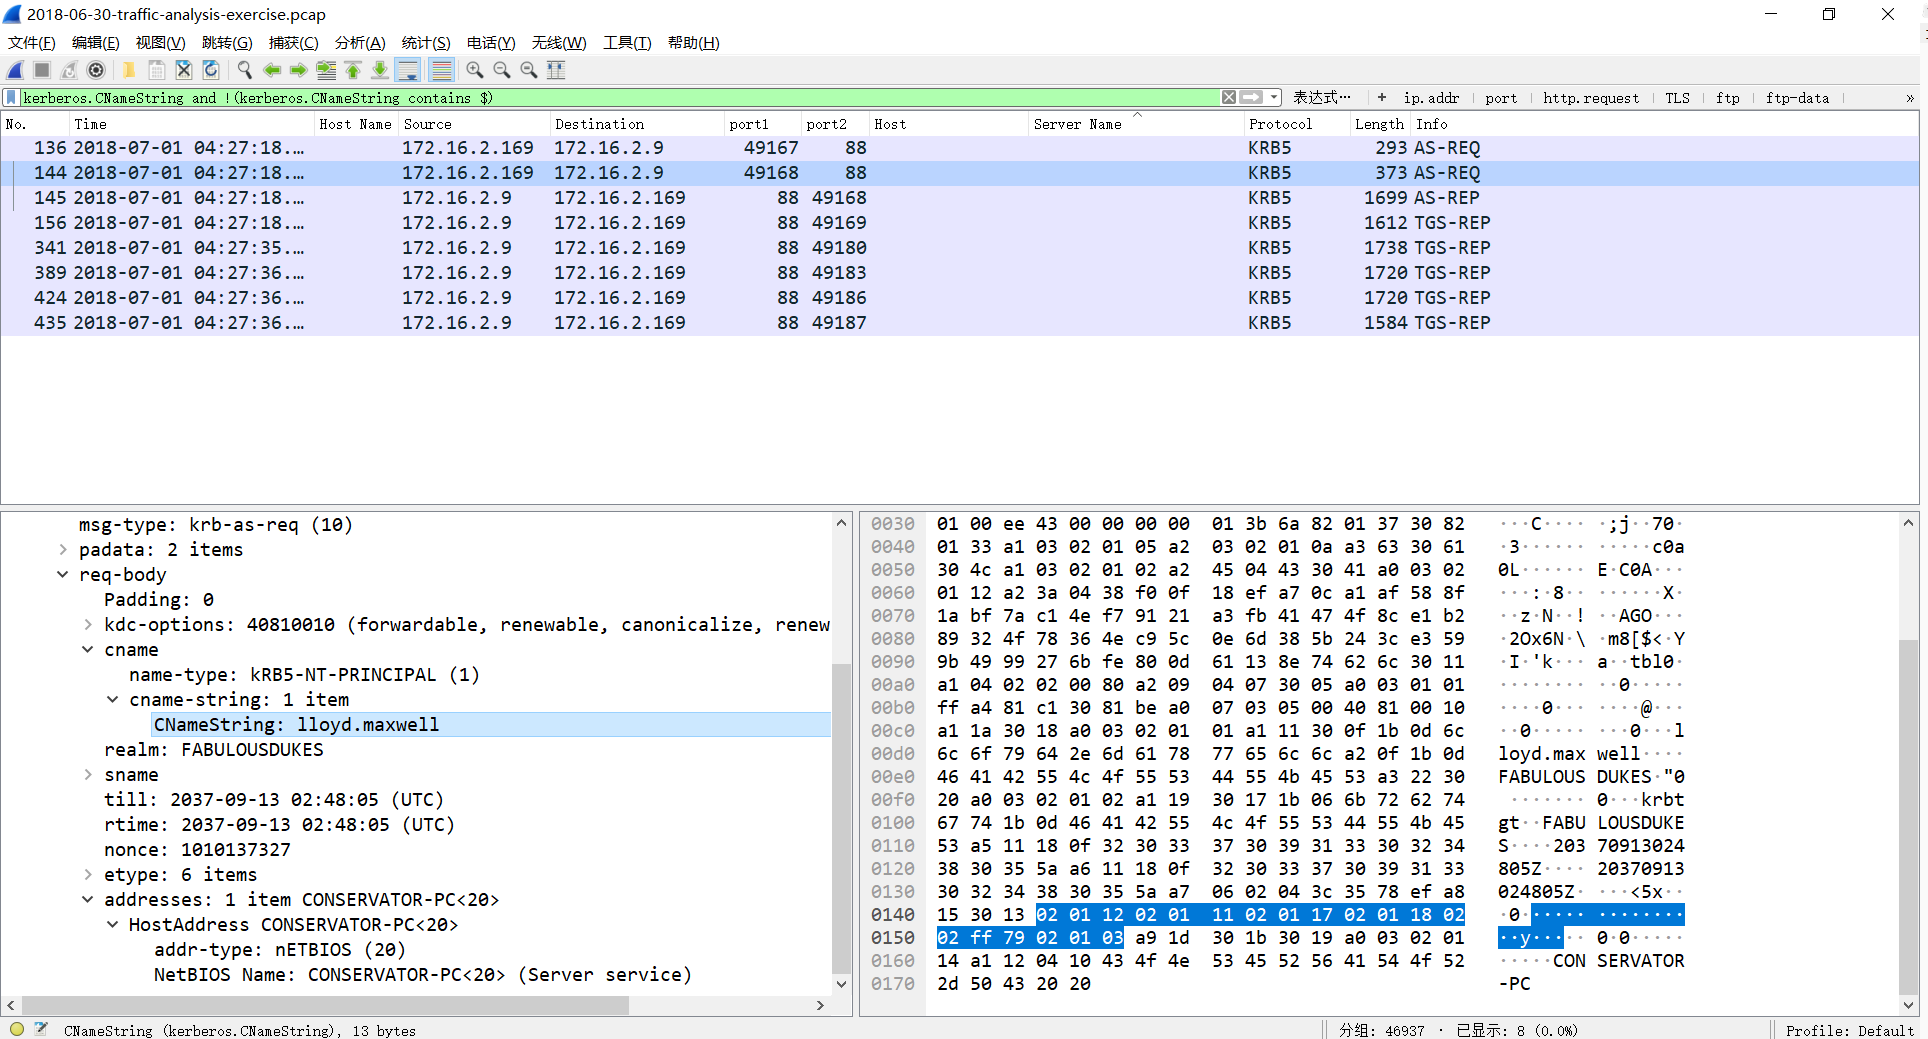 2018-06-30-traffic-analysis-exercise.pcap
文件(F) 编辑(E) 视图(V) 跳转(G) 捕获(C) 分析(A) 统计(S) 电话(Y) 无线(W) 工具(T) 帮助(H)
kerberos.CNameString and !(kerberos.CNameString contains $) 表达式… + ip.addr port http.request TLS ftp ftp-data »
No. Time Host Name Source Destination port1 port2 Host Server Name Protocol Length Info
136 2018-07-01 04:27:18.… 172.16.2.169 172.16.2.9 49167 88 KRB5 293 AS-REQ
144 2018-07-01 04:27:18.… 172.16.2.169 172.16.2.9 49168 88 KRB5 373 AS-REQ
145 2018-07-01 04:27:18.… 172.16.2.9 172.16.2.169 88 49168 KRB5 1699 AS-REP
156 2018-07-01 04:27:18.… 172.16.2.9 172.16.2.169 88 49169 KRB5 1612 TGS-REP
341 2018-07-01 04:27:35.… 172.16.2.9 172.16.2.169 88 49180 KRB5 1738 TGS-REP
389 2018-07-01 04:27:36.… 172.16.2.9 172.16.2.169 88 49183 KRB5 1720 TGS-REP
424 2018-07-01 04:27:36.… 172.16.2.9 172.16.2.169 88 49186 KRB5 1720 TGS-REP
435 2018-07-01 04:27:36.… 172.16.2.9 172.16.2.169 88 49187 KRB5 1584 TGS-REP
msg-type: krb-as-req (10)
padata: 2 items
req-body
Padding: 0
kdc-options: 40810010 (forwardable, renewable, canonicalize, renew
cname
name-type: kRB5-NT-PRINCIPAL (1)
cname-string: 1 item
CNameString: lloyd.maxwell
realm: FABULOUSDUKES
sname
till: 2037-09-13 02:48:05 (UTC)
rtime: 2037-09-13 02:48:05 (UTC)
nonce: 1010137327
etype: 6 items
addresses: 1 item CONSERVATOR-PC<20>
HostAddress CONSERVATOR-PC<20>
addr-type: nETBIOS (20)
NetBIOS Name: CONSERVATOR-PC<20> (Server service)
0030 01 00 ee 43 00 00 00 00 01 3b 6a 82 01 37 30 82 ···C···· ·;j··70·
0040 01 33 a1 03 02 01 05 a2 03 02 01 0a a3 63 30 61 ·3······ ·····c0a
0050 30 4c a1 03 02 01 02 a2 45 04 43 30 41 a0 03 02 0L······ E·C0A···
0060 01 12 a2 3a 04 38 f0 0f 18 ef a7 0c a1 af 58 8f ···:·8·· ······X·
0070 1a bf 7a c1 4e f7 91 21 a3 fb 41 47 4f 8c e1 b2 ··z·N··! ··AGO···
0080 89 32 4f 78 36 4e c9 5c 0e 6d 38 5b 24 3c e3 59 ·2Ox6N·\ ·m8[$<·Y
0090 9b 49 99 27 6b fe 80 0d 61 13 8e 74 62 6c 30 11 ·I·'k··· a··tbl0·
00a0 a1 04 02 02 00 80 a2 09 04 07 30 05 a0 03 01 01 ········ ··0·····
00b0 ff a4 81 c1 30 81 be a0 07 03 05 00 40 81 00 10 ····0··· ····@···
00c0 a1 1a 30 18 a0 03 02 01 01 a1 11 30 0f 1b 0d 6c ··0····· ···0···l
00d0 6c 6f 79 64 2e 6d 61 78 77 65 6c 6c a2 0f 1b 0d loyd.max well····
00e0 46 41 42 55 4c 4f 55 53 44 55 4b 45 53 a3 22 30 FABULOUS DUKES·"0
00f0 20 a0 03 02 01 02 a1 19 30 17 1b 06 6b 72 62 74 ······· 0···krbt
0100 67 74 1b 0d 46 41 42 55 4c 4f 55 53 44 55 4b 45 gt··FABU LOUSDUKE
0110 53 a5 11 18 0f 32 30 33 37 30 39 31 33 30 32 34 S····203 70913024
0120 38 30 35 5a a6 11 18 0f 32 30 33 37 30 39 31 33 805Z···· 20370913
0130 30 32 34 38 30 35 5a a7 06 02 04 3c 35 78 ef a8 024805Z· ···<5x··
0140 15 30 13 02 01 12 02 01 11 02 01 17 02 01 18 02 ·0······ ········
0150 02 ff 79 02 01 03 a9 1d 30 1b 30 19 a0 03 02 01 ··y····· 0·0·····
0160 14 a1 12 04 10 43 4f 4e 53 45 52 56 41 54 4f 52 ·····CON SERVATOR
0170 2d 50 43 20 20 -PC
CNameString (kerberos.CNameString), 13 bytes 分组: 46937 · 已显示: 8 (0.0%) Profile: Default